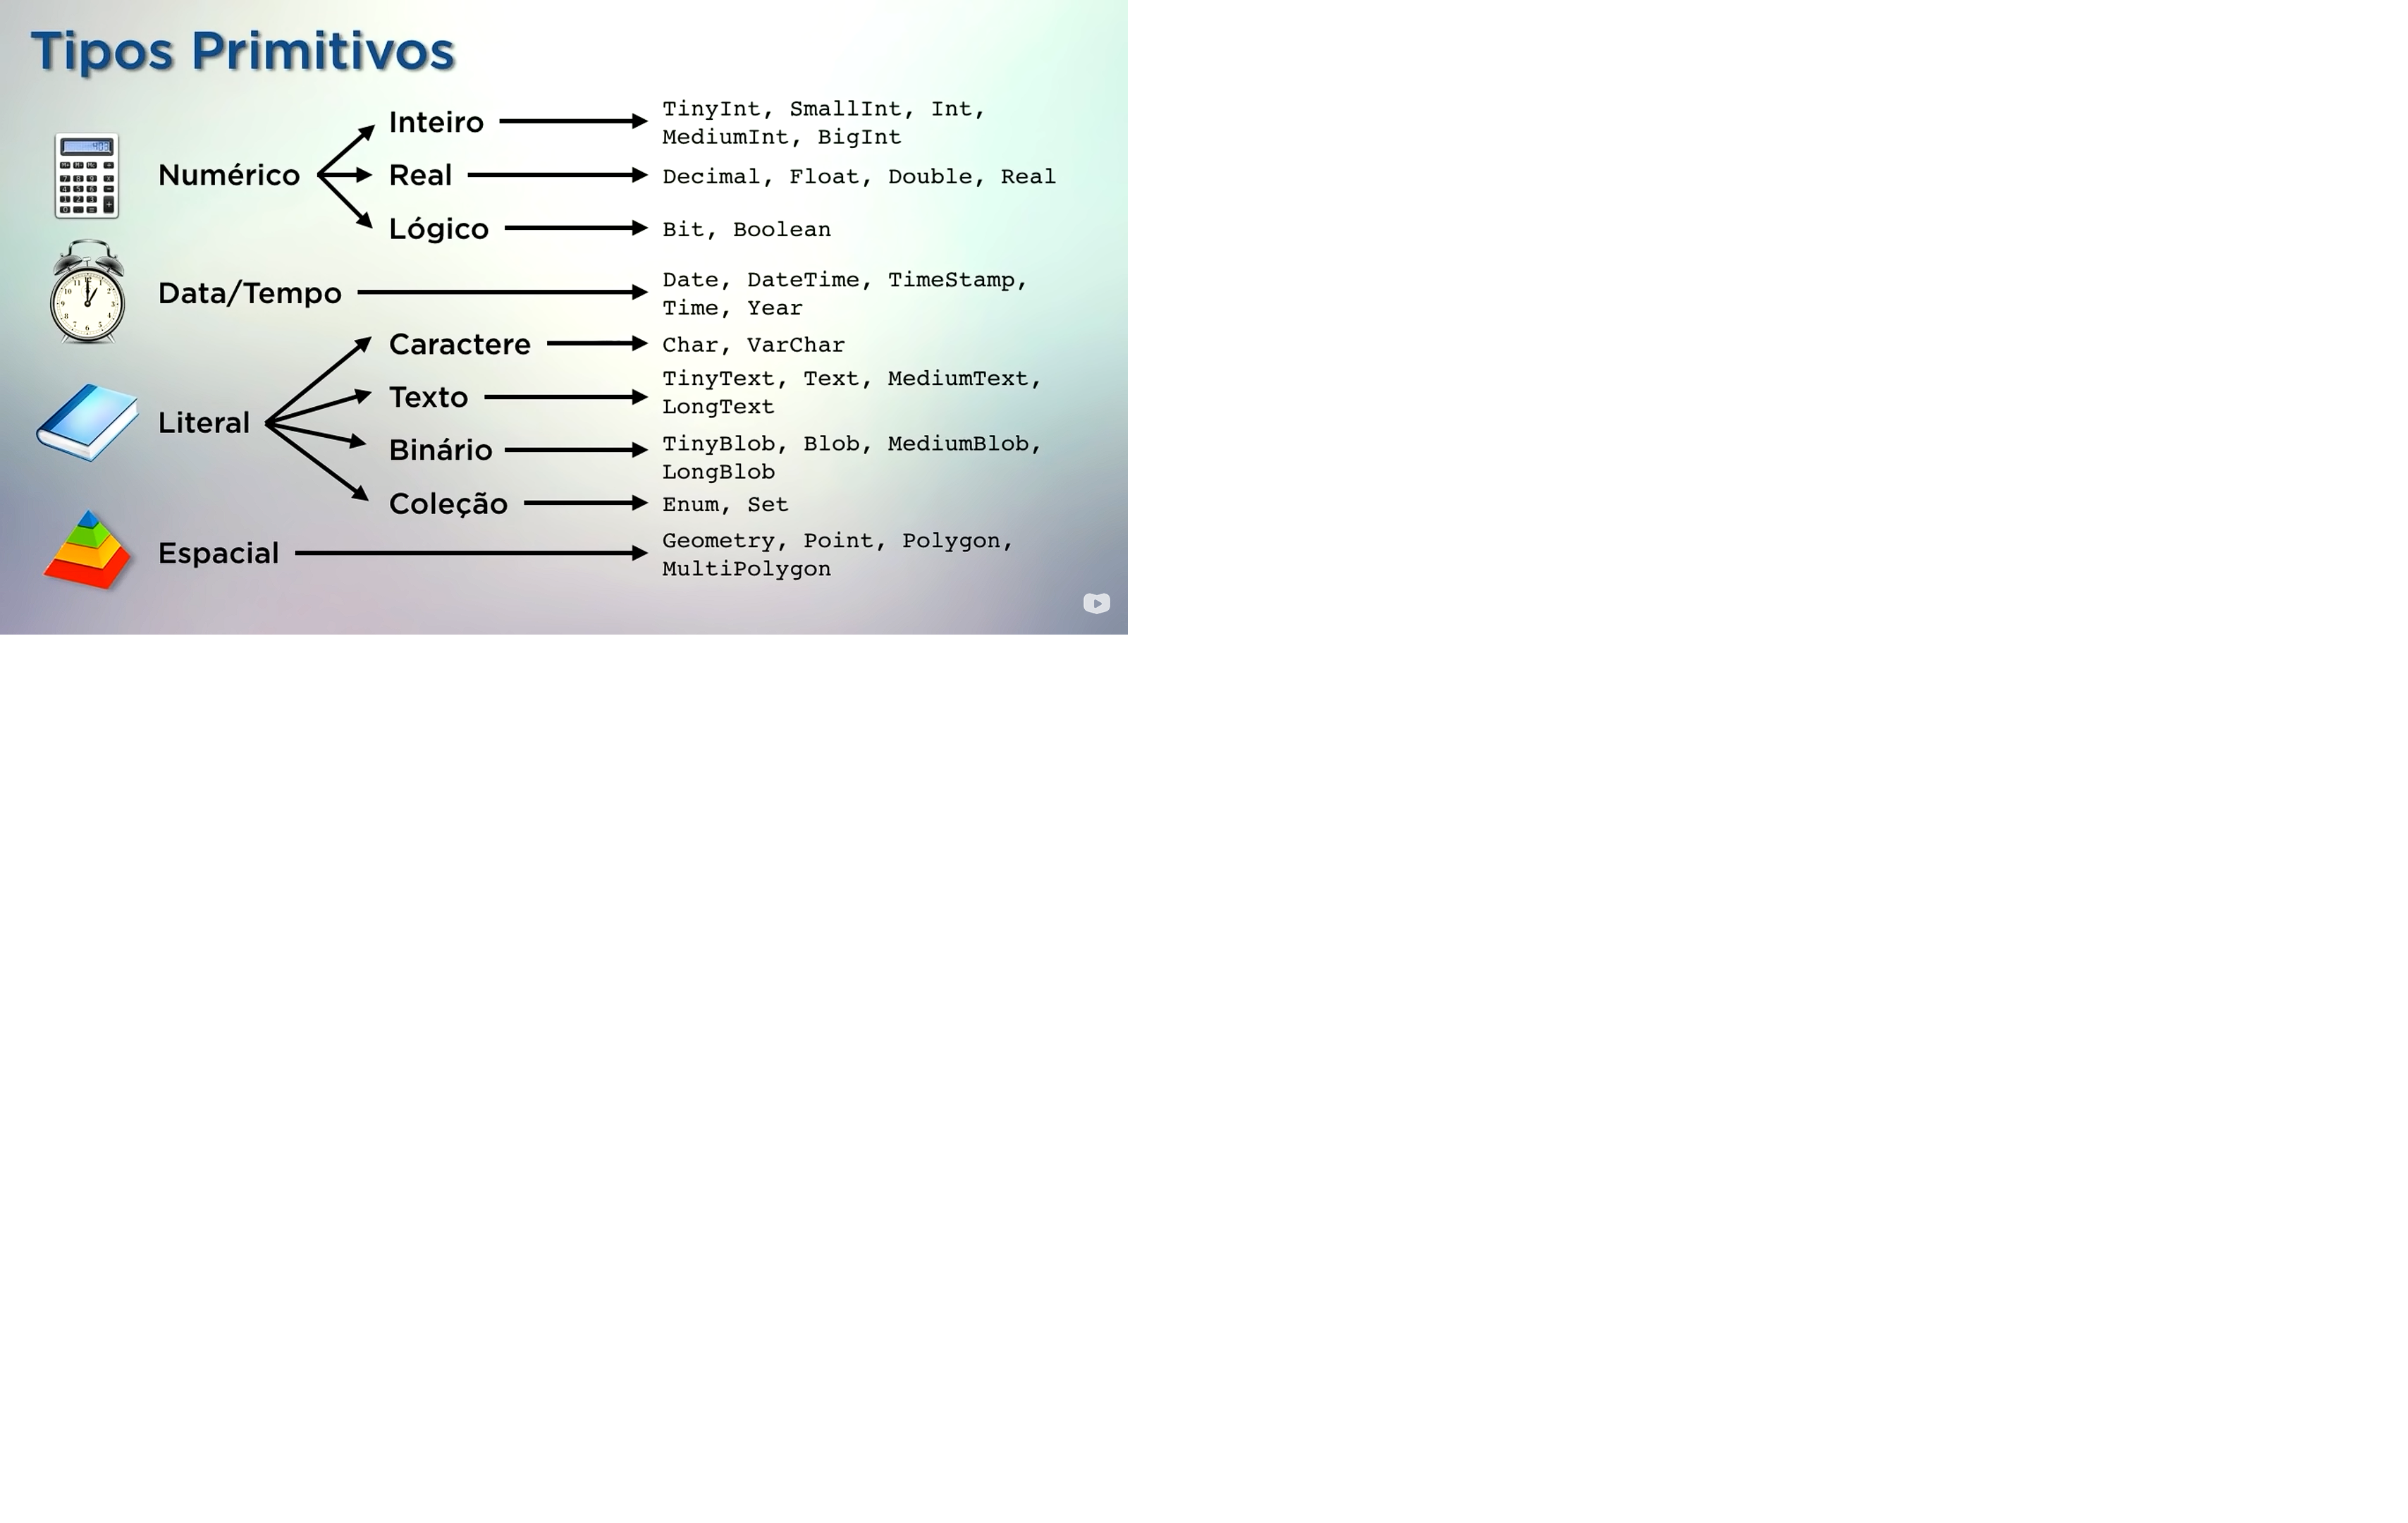 Tipos Primitivos
Numérico
Inteiro
TinyInt, SmallInt, Int,
MediumInt, BigInt
Real
Decimal, Float, Double, Real
Lógico
Bit, Boolean
Data/Tempo
Date, DateTime, TimeStamp,
Time, Year
Literal
Caractere
Char, VarChar
Texto
TinyText, Text, MediumText,
LongText
Binário
TinyBlob, Blob, MediumBlob,
LongBlob
Coleção
Enum, Set
Espacial
Geometry, Point, Polygon,
MultiPolygon